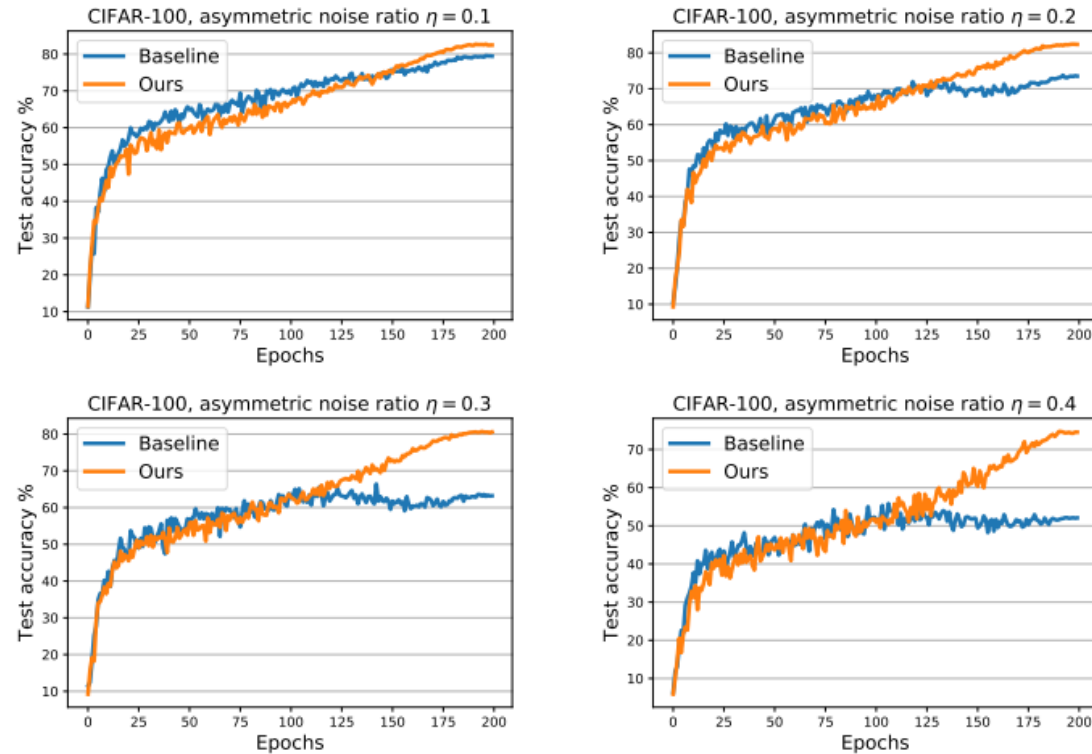 CIFAR-100, asymmetric noise ratio η = 0.1
Baseline
Ours
80
70
60
50
40
30
20
10
Test accuracy %
0 25 50 75 100 125 150 175 200
Epochs
CIFAR-100, asymmetric noise ratio η = 0.2
Baseline
Ours
80
70
60
50
40
30
20
10
Test accuracy %
0 25 50 75 100 125 150 175 200
Epochs
CIFAR-100, asymmetric noise ratio η = 0.3
Baseline
Ours
80
70
60
50
40
30
20
10
Test accuracy %
0 25 50 75 100 125 150 175 200
Epochs
CIFAR-100, asymmetric noise ratio η = 0.4
Baseline
Ours
70
60
50
40
30
20
10
Test accuracy %
0 25 50 75 100 125 150 175 200
Epochs